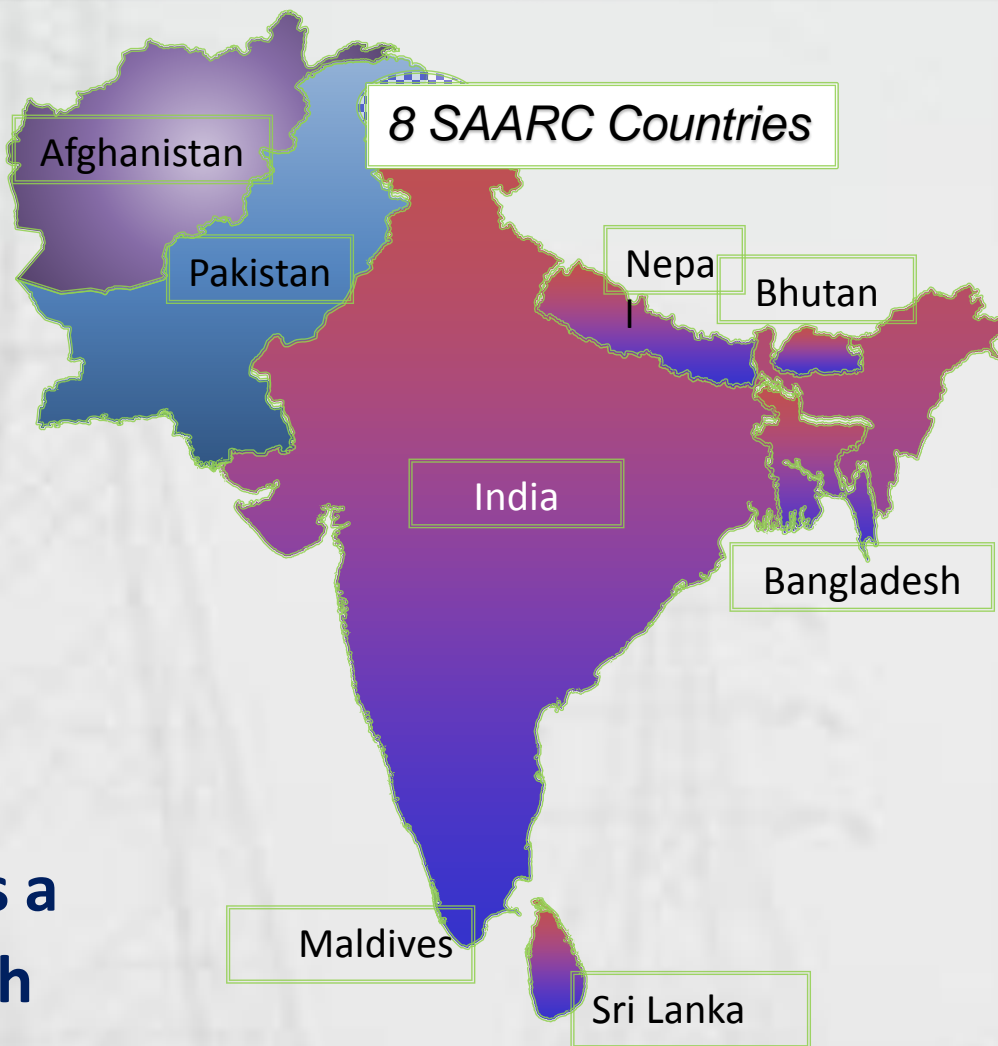 8 SAARC Countries
Afghanistan
Pakistan
Nepa
l
Bhutan
India
Bangladesh
s a
Maldives
h
Sri Lanka